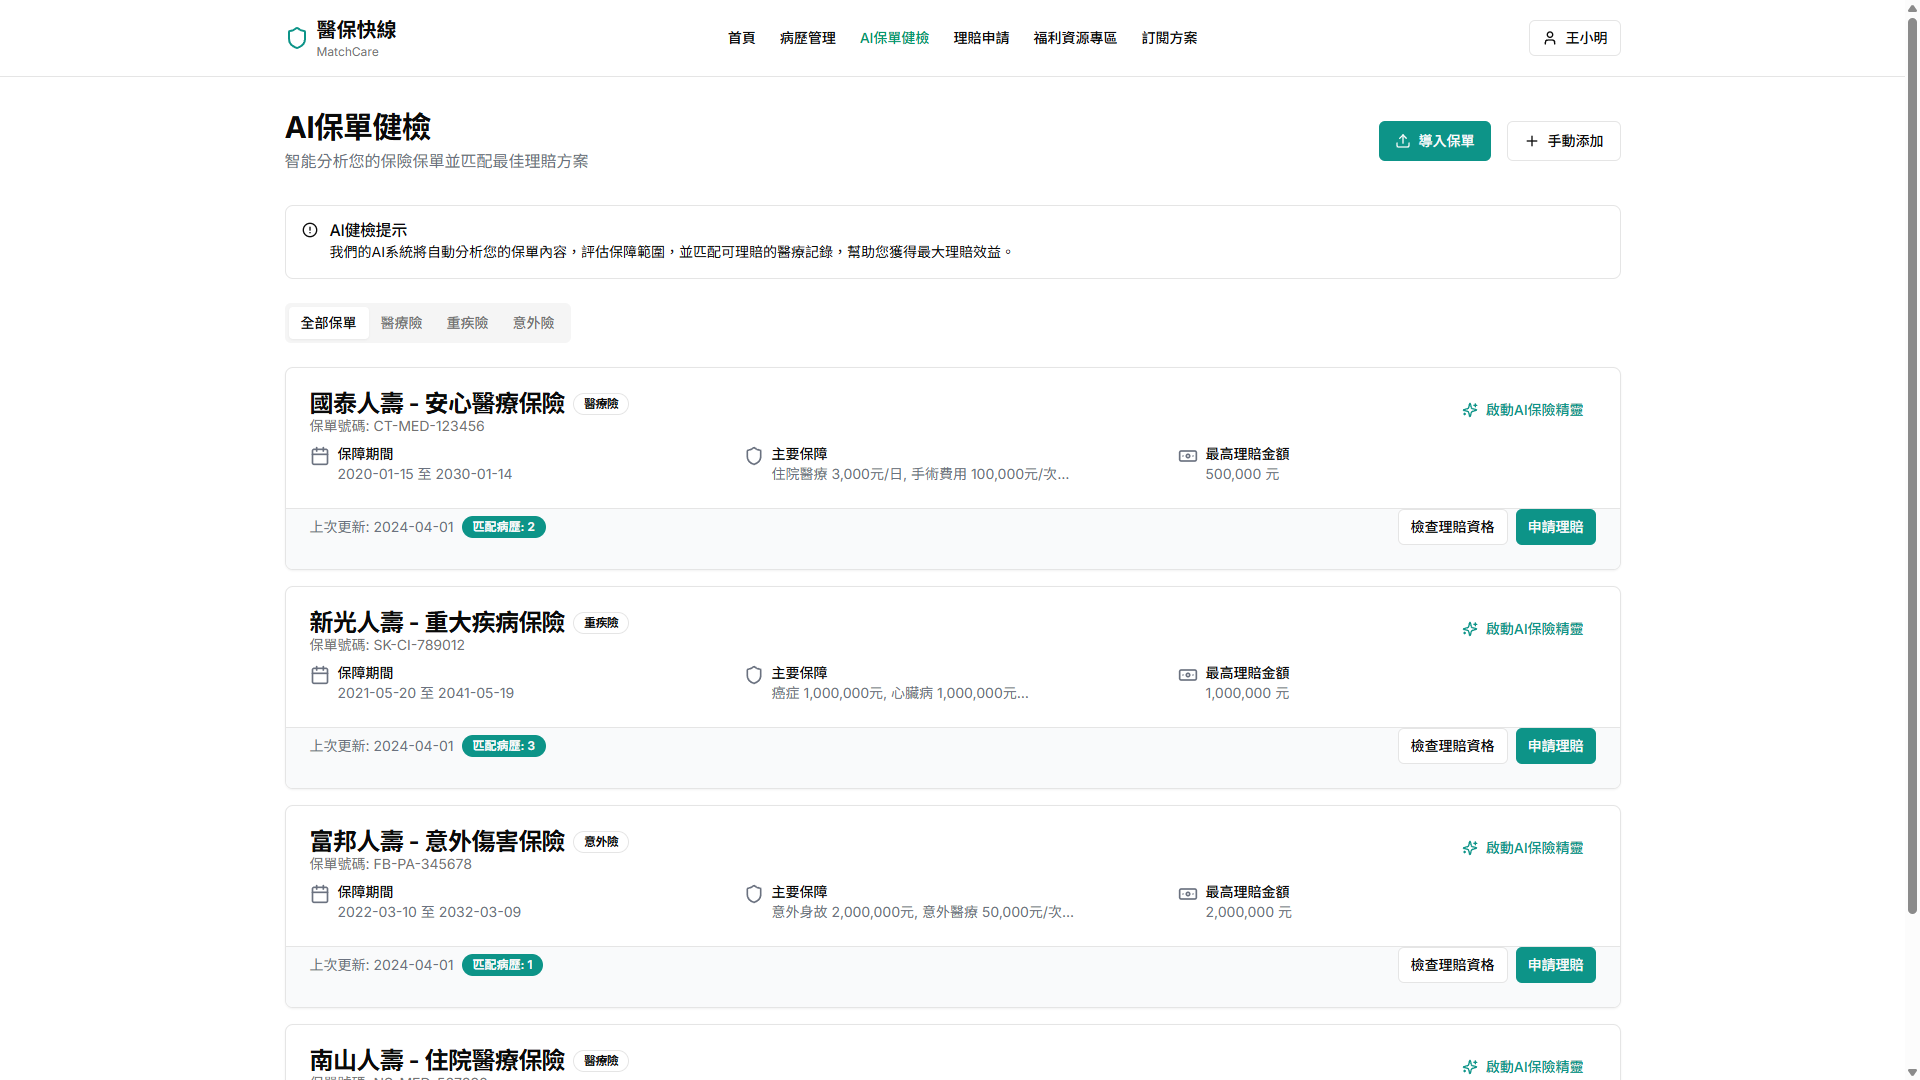 醫保快線
MatchCare
首頁 病歷管理 AI保單健檢 理賠申請 福利資源專區 訂閱方案
王小明
AI保單健檢
智能分析您的保險保單並匹配最佳理賠方案
導入保單
手動添加
AI健檢提示
我們的AI系統將自動分析您的保單內容，評估保障範圍，並匹配可理賠的醫療記錄，幫助您獲得最大理賠效益。
全部保單 醫療險 重疾險 意外險
國泰人壽 - 安心醫療保險 醫療險
啟動AI保險精靈
保單號碼: CT-MED-123456
保障期間 主要保障 最高理賠金額
2020-01-15 至 2030-01-14 住院醫療 3,000元/日, 手術費用 100,000元/次... 500,000 元
上次更新: 2024-04-01 匹配病歷: 2 檢查理賠資格 申請理賠
新光人壽 - 重大疾病保險 重疾險
啟動AI保險精靈
保單號碼: SK-CI-789012
保障期間 主要保障 最高理賠金額
2021-05-20 至 2041-05-19 癌症 1,000,000元, 心臟病 1,000,000元... 1,000,000 元
上次更新: 2024-04-01 匹配病歷: 3 檢查理賠資格 申請理賠
富邦人壽 - 意外傷害保險 意外險
啟動AI保險精靈
保單號碼: FB-PA-345678
保障期間 主要保障 最高理賠金額
2022-03-10 至 2032-03-09 意外身故 2,000,000元, 意外醫療 50,000元/次... 2,000,000 元
上次更新: 2024-04-01 匹配病歷: 1 檢查理賠資格 申請理賠
南山人壽 - 住院醫療保險 醫療險
啟動AI保險精靈